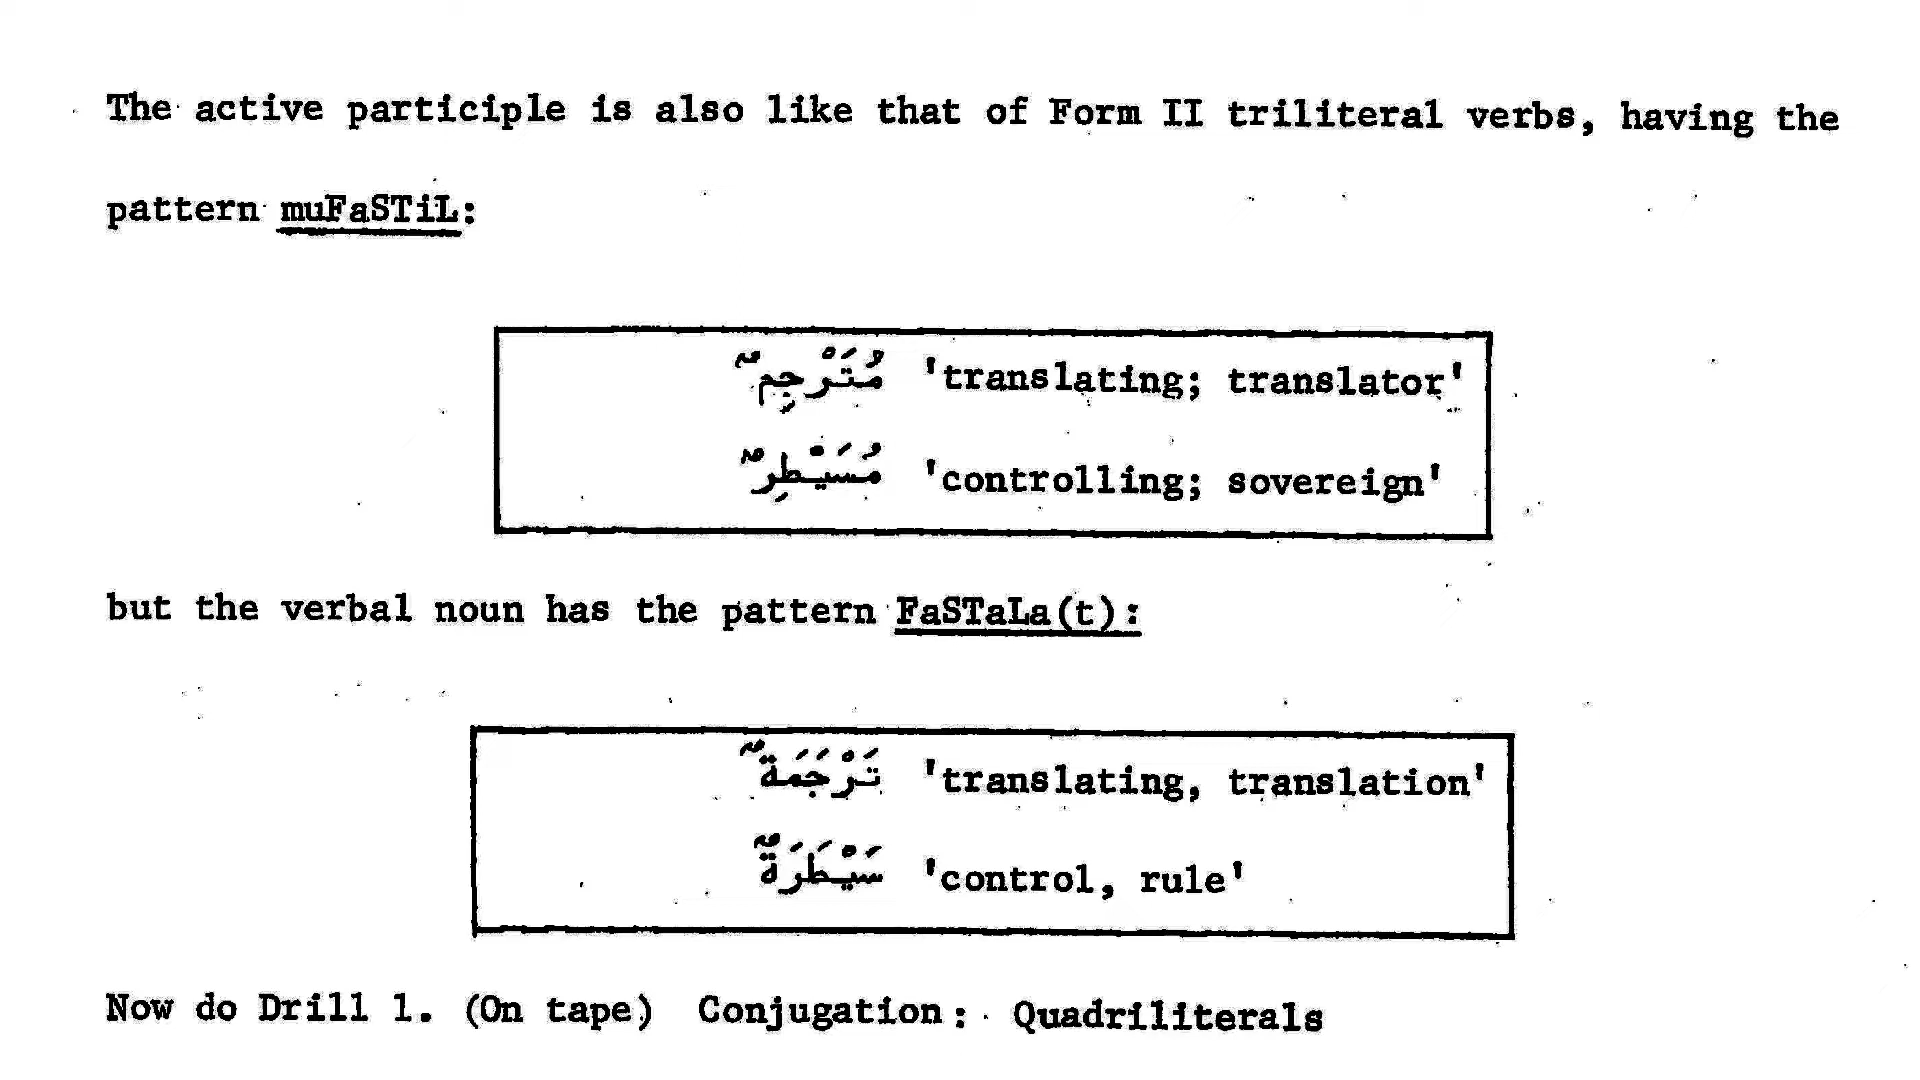 The active participle is also like that of Form II triliteral verbs, having the
pattern muFaSTiL:
مُتَرْجِمٌ 'translating; translator'
مُسَيْطِرٌ 'controlling; sovereign'
but the verbal noun has the pattern FaSTaLa(t):
تَرْجَمَةٌ 'translating, translation'
سَيْطَرَةٌ 'control, rule'
Now do Drill 1. (On tape) Conjugation: Quadriliterals